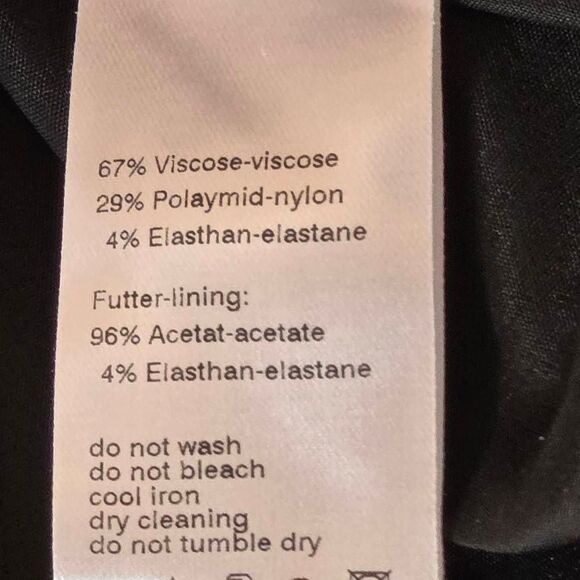 67% Viscose-viscose
29% Polaymid-nylon
4% Elasthan-elastane
Futter-lining:
96% Acetat-acetate
4% Elasthan-elastane
do not wash
do not bleach
cool iron
dry cleaning
do not tumble dry